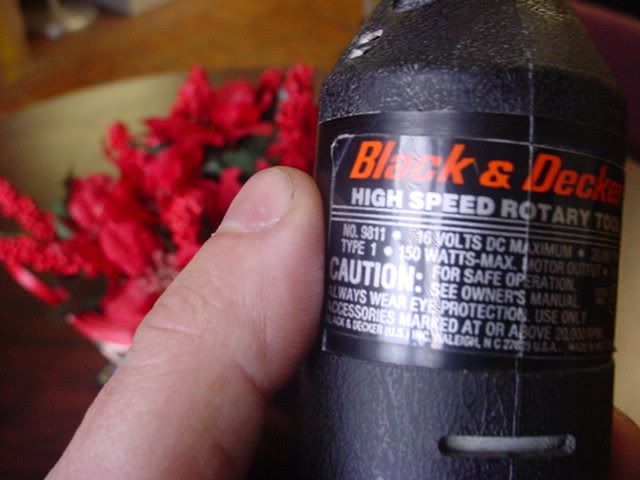 Black & Decker
HIGH SPEED ROTARY TOOL
NO. 9811 • 16 VOLTS DC MAXIMUM •
TYPE 1 • 150 WATTS-MAX. MOTOR OUTPUT •
CAUTION: FOR SAFE OPERATION
SEE OWNER'S MANUAL.
ALWAYS WEAR EYE PROTECTION. USE ONLY
ACCESSORIES MARKED AT OR ABOVE 20,000
BLACK & DECKER (U.S.) INC. RALEIGH, N C U.S.A.